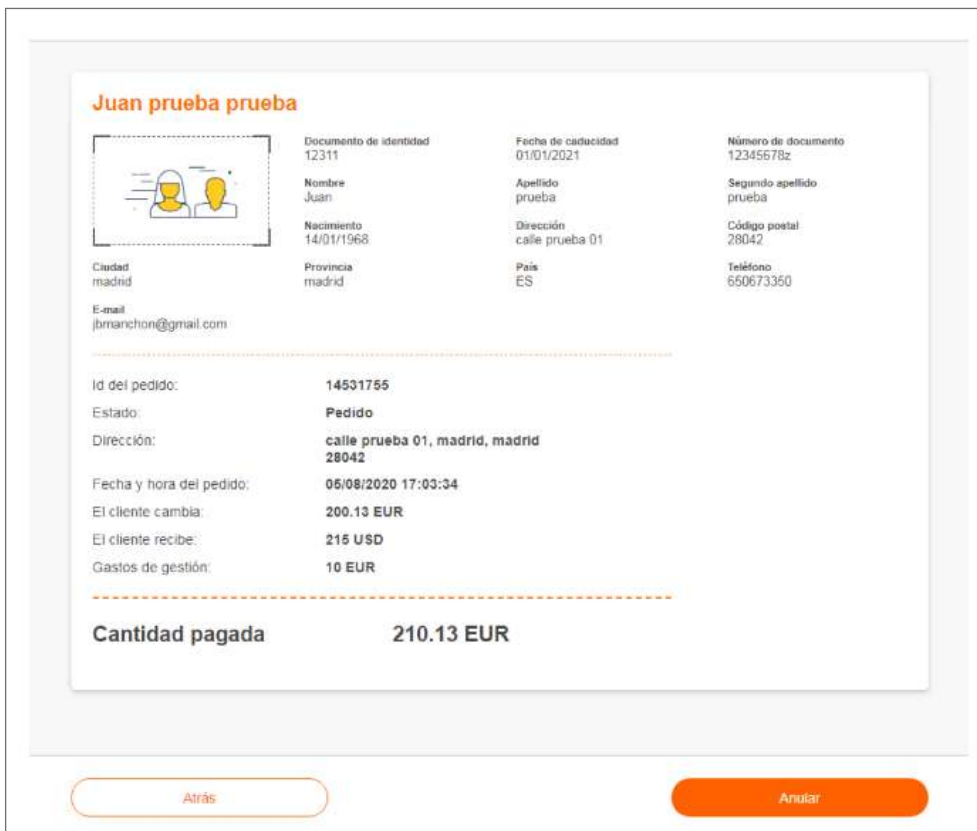 Juan prueba prueba
Documento de identidad
12311
Fecha de caducidad
01/01/2021
Número de documento
12345678z
Nombre
Juan
Apellido
prueba
Segundo apellido
prueba
Nacimiento
14/01/1968
Dirección
calle prueba 01
Código postal
28042
Ciudad
madrid
Provincia
madrid
País
ES
Teléfono
650673350
E-mail
jbmanchon@gmail.com
Id del pedido: 14531755
Estado: Pedido
Dirección: calle prueba 01, madrid, madrid
28042
Fecha y hora del pedido: 05/08/2020 17:03:34
El cliente cambia: 200.13 EUR
El cliente recibe: 215 USD
Gastos de gestión: 10 EUR
Cantidad pagada 210.13 EUR
Atrás
Anular